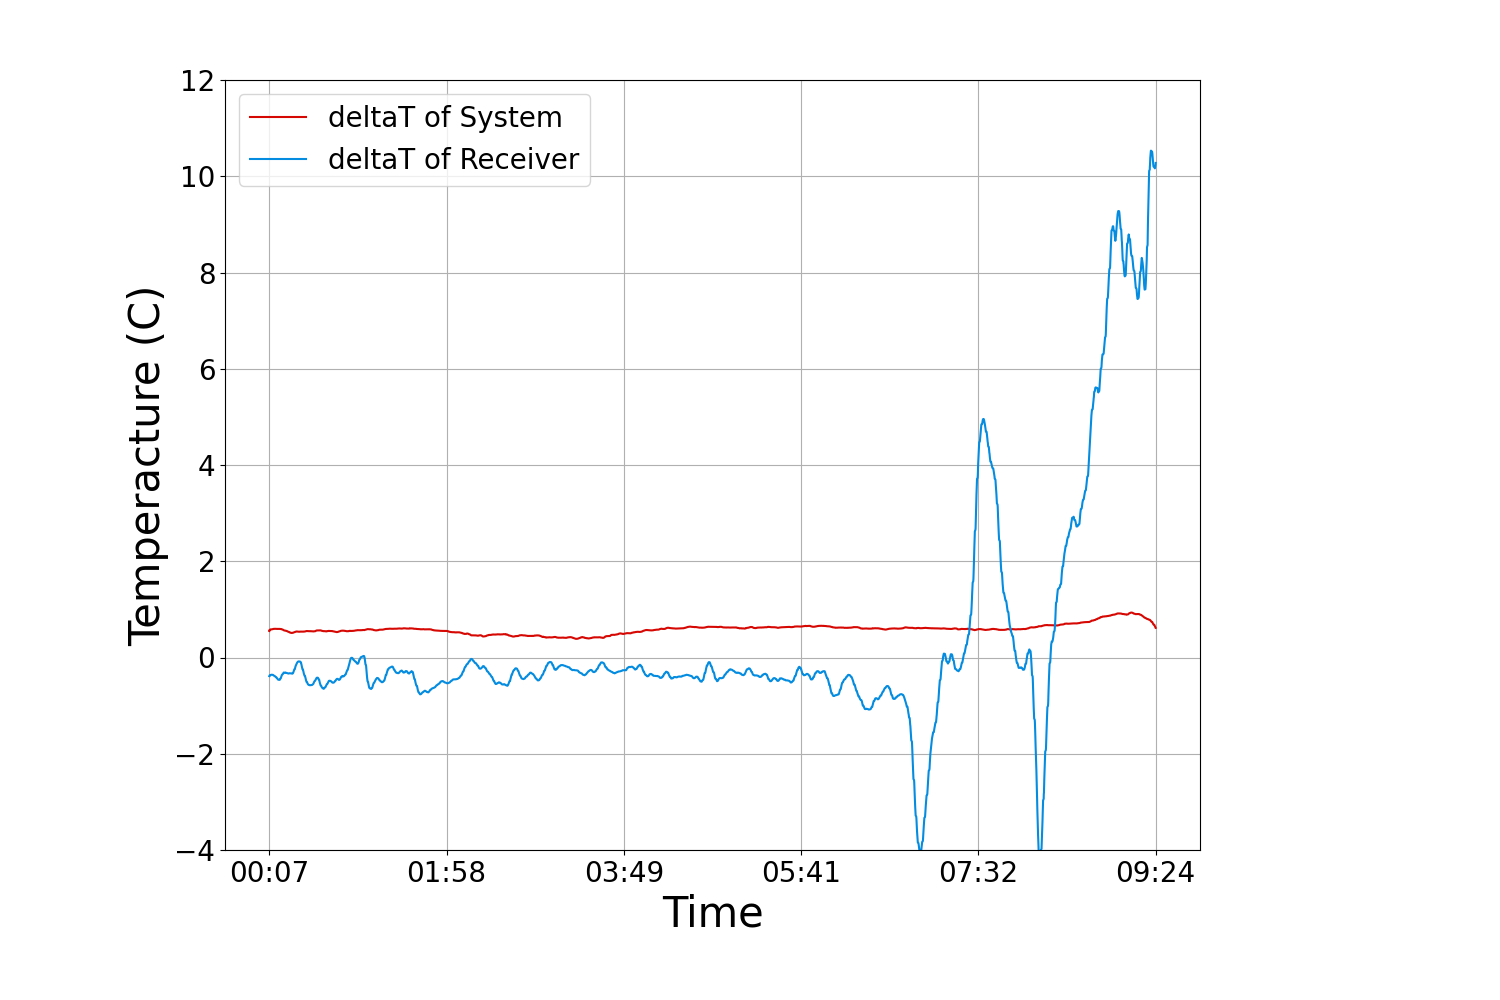 12
10
8
6
4
2
0
−2
−4
Temperacture (C)
deltaT of System
deltaT of Receiver
00:07 01:58 03:49 05:41 07:32 09:24
Time